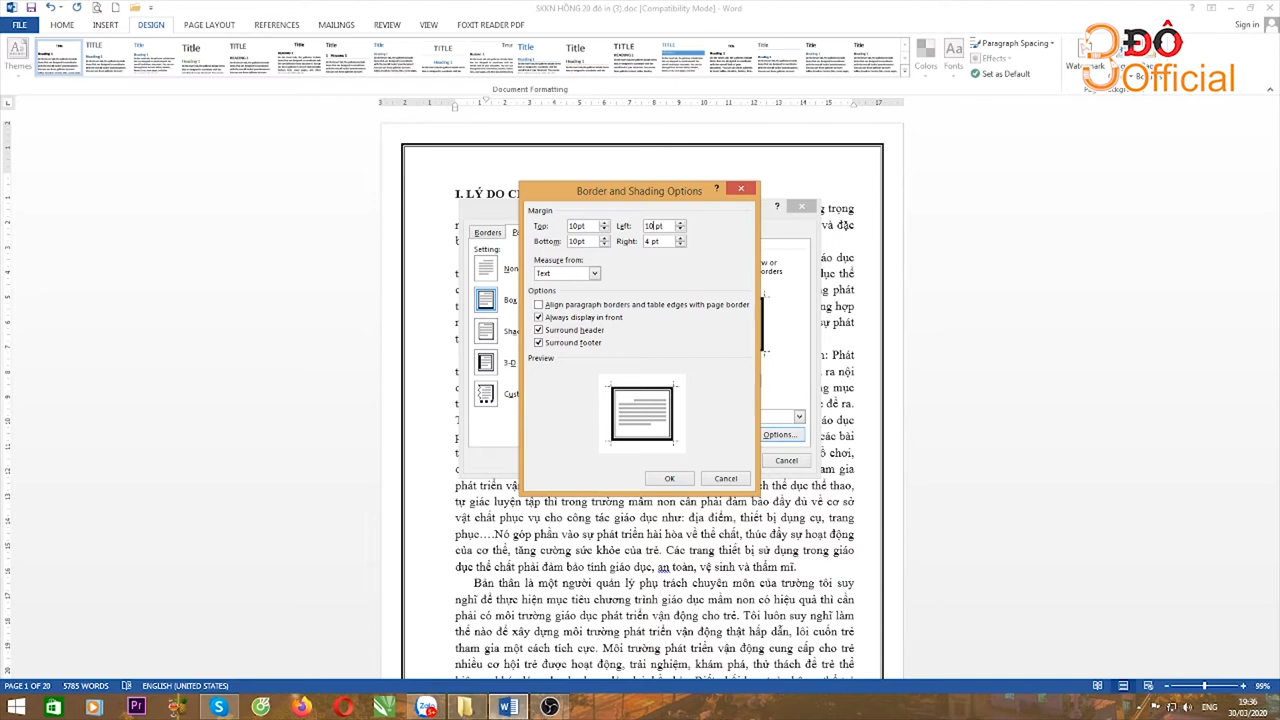 SKKN HỒNG 20 đô in (3).doc [Compatibility Mode] - Word
Sign in
FILE HOME INSERT DESIGN PAGE LAYOUT REFERENCES MAILINGS REVIEW VIEW FOXIT READER PDF
Themes
Colors
Fonts
Paragraph Spacing
Effects
Set as Default
Document Formatting
3ĐÔ
Official
I. LÝ DO C
Border and Shading Options
Margin
Top: 10pt Left: 10 pt
Bottom: 10pt Right: 4 pt
Measure from:
Text
Options
Align paragraph borders and table edges with page border
Always display in front
Surround header
Surround footer
Preview
OK Cancel
Borders
Setting:
Box
3-D
Options...
Cancel
phát triển
tự giác luyện tập thì trong trường mầm non cần phải đảm bảo đầy đủ về cơ sở
vật chất phục vụ cho công tác giáo dục như: địa điểm, thiết bị dụng cụ, trang
phục….Nó góp phần vào sự phát triển hài hòa về thể chất, thúc đẩy sự hoạt động
của cơ thể, tăng cường sức khỏe của trẻ. Các trang thiết bị sử dụng trong giáo
dục thể chất phải đảm bảo tính giáo dục, an toàn, vệ sinh và thẩm mĩ.
Bản thân là một người quản lý phụ trách chuyên môn của trường tôi suy
nghĩ để thực hiện mục tiêu chương trình giáo dục mầm non có hiệu quả thì cần
phải có môi trường giáo dục phát triển vận động cho trẻ. Tôi luôn suy nghĩ làm
thế nào để xây dựng môi trường phát triển vận động thật hấp dẫn, lôi cuốn trẻ
tham gia một cách tích cực. Môi trường phát triển vận động cung cấp cho trẻ
nhiều cơ hội trẻ được hoạt động, trải nghiệm, khám phá, thử thách để trẻ thể
PAGE 1 OF 20 5785 WORDS ENGLISH (UNITED STATES) 99%
ENG
19:36
30/03/2020